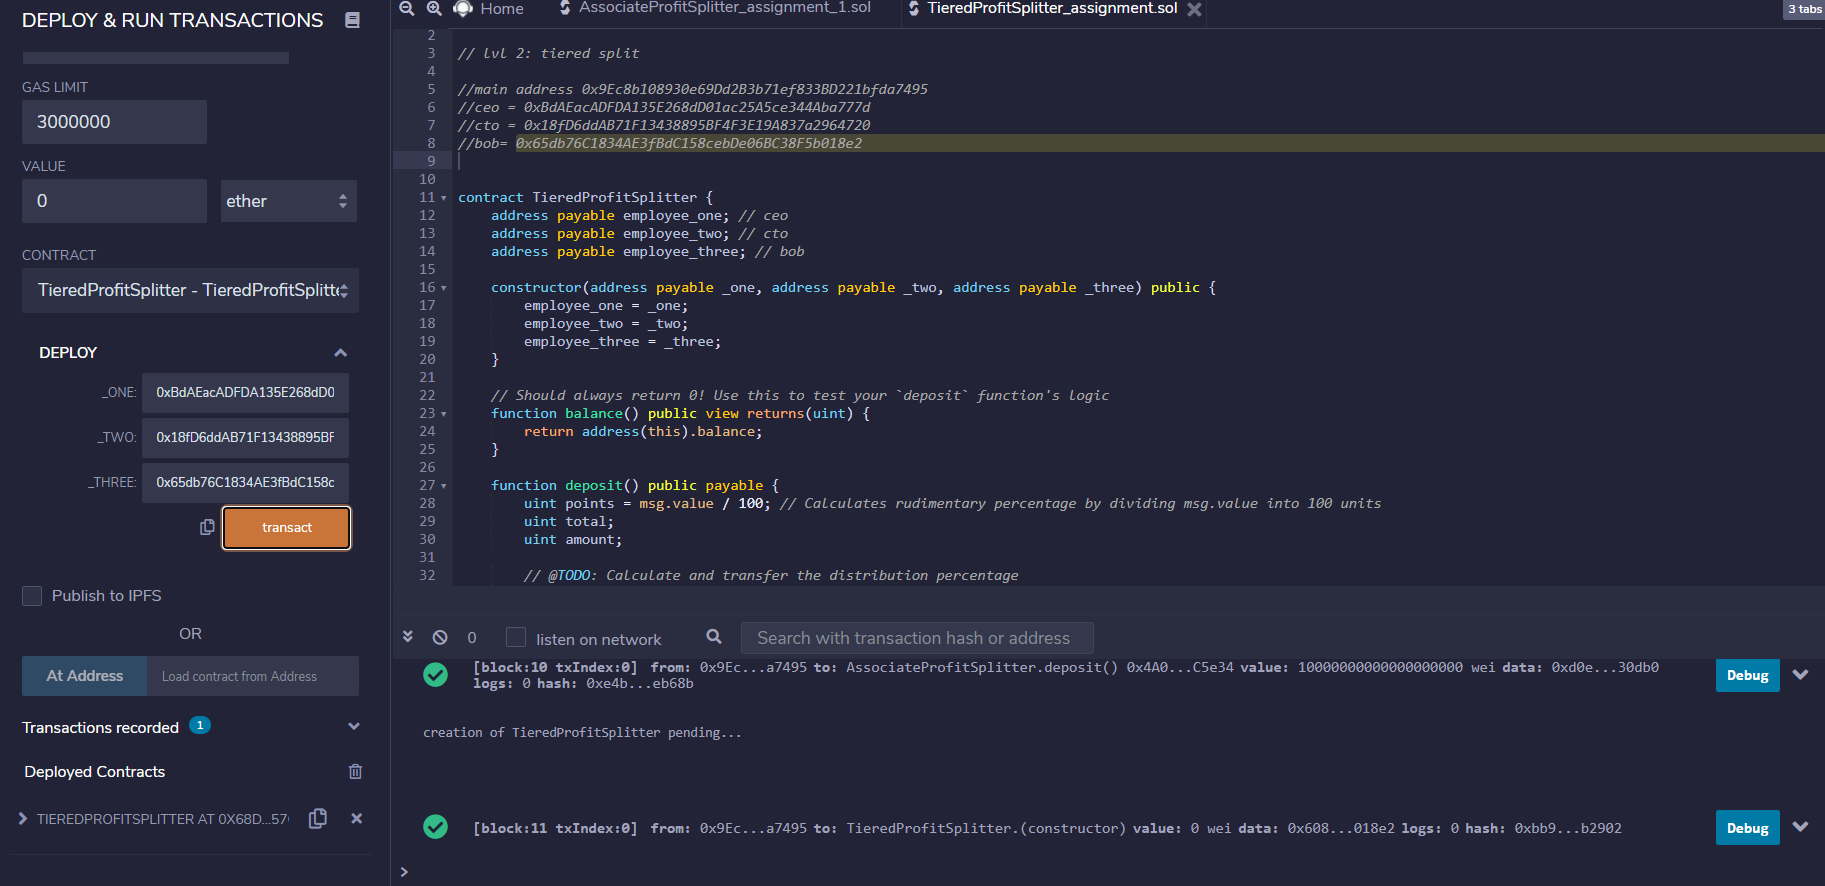 DEPLOY & RUN TRANSACTIONS
GAS LIMIT
3000000
VALUE
0
ether
CONTRACT
TieredProfitSplitter - TieredProfitSplitte
DEPLOY
_ONE:
0xBdAEacADFDA135E268dD0
_TWO:
0x18fD6ddAB71F13438895BF
_THREE:
0x65db76C1834AE3fBdC158c
transact
Publish to IPFS
OR
At Address
Load contract from Address
Transactions recorded 1
Deployed Contracts
TIEREDPROFITSPLITTER AT 0X68D...57
Home
AssociateProfitSplitter_assignment_1.sol
TieredProfitSplitter_assignment.sol
3 tabs
2
3 // lvl 2: tiered split
4
5 //main address 0x9Ec8b108930e69Dd2B3b71ef833BD221bfda7495
6 //ceo = 0xBdAEacADFDA135E268dD01ac25A5ce344Aba777d
7 //cto = 0x18fD6ddAB71F13438895BF4F3E19A837a2964720
8 //bob= 0x65db76C1834AE3fBdC158cebDe06BC38F5b018e2
9
10
11 contract TieredProfitSplitter {
12 address payable employee_one; // ceo
13 address payable employee_two; // cto
14 address payable employee_three; // bob
15
16 constructor(address payable _one, address payable _two, address payable _three) public {
17 employee_one = _one;
18 employee_two = _two;
19 employee_three = _three;
20 }
21
22 // Should always return 0! Use this to test your `deposit` function's logic
23 function balance() public view returns(uint) {
24 return address(this).balance;
25 }
26
27 function deposit() public payable {
28 uint points = msg.value / 100; // Calculates rudimentary percentage by dividing msg.value into 100 units
29 uint total;
30 uint amount;
31
32 // @TODO: Calculate and transfer the distribution percentage
0
listen on network
Search with transaction hash or address
[block:10 txIndex:0] from: 0x9Ec...a7495 to: AssociateProfitSplitter.deposit() 0x4A0...C5e34 value: 10000000000000000000 wei data: 0xd0e...30db0
logs: 0 hash: 0xe4b...eb68b
Debug
creation of TieredProfitSplitter pending...
[block:11 txIndex:0] from: 0x9Ec...a7495 to: TieredProfitSplitter.(constructor) value: 0 wei data: 0x608...018e2 logs: 0 hash: 0xbb9...b2902
Debug
>